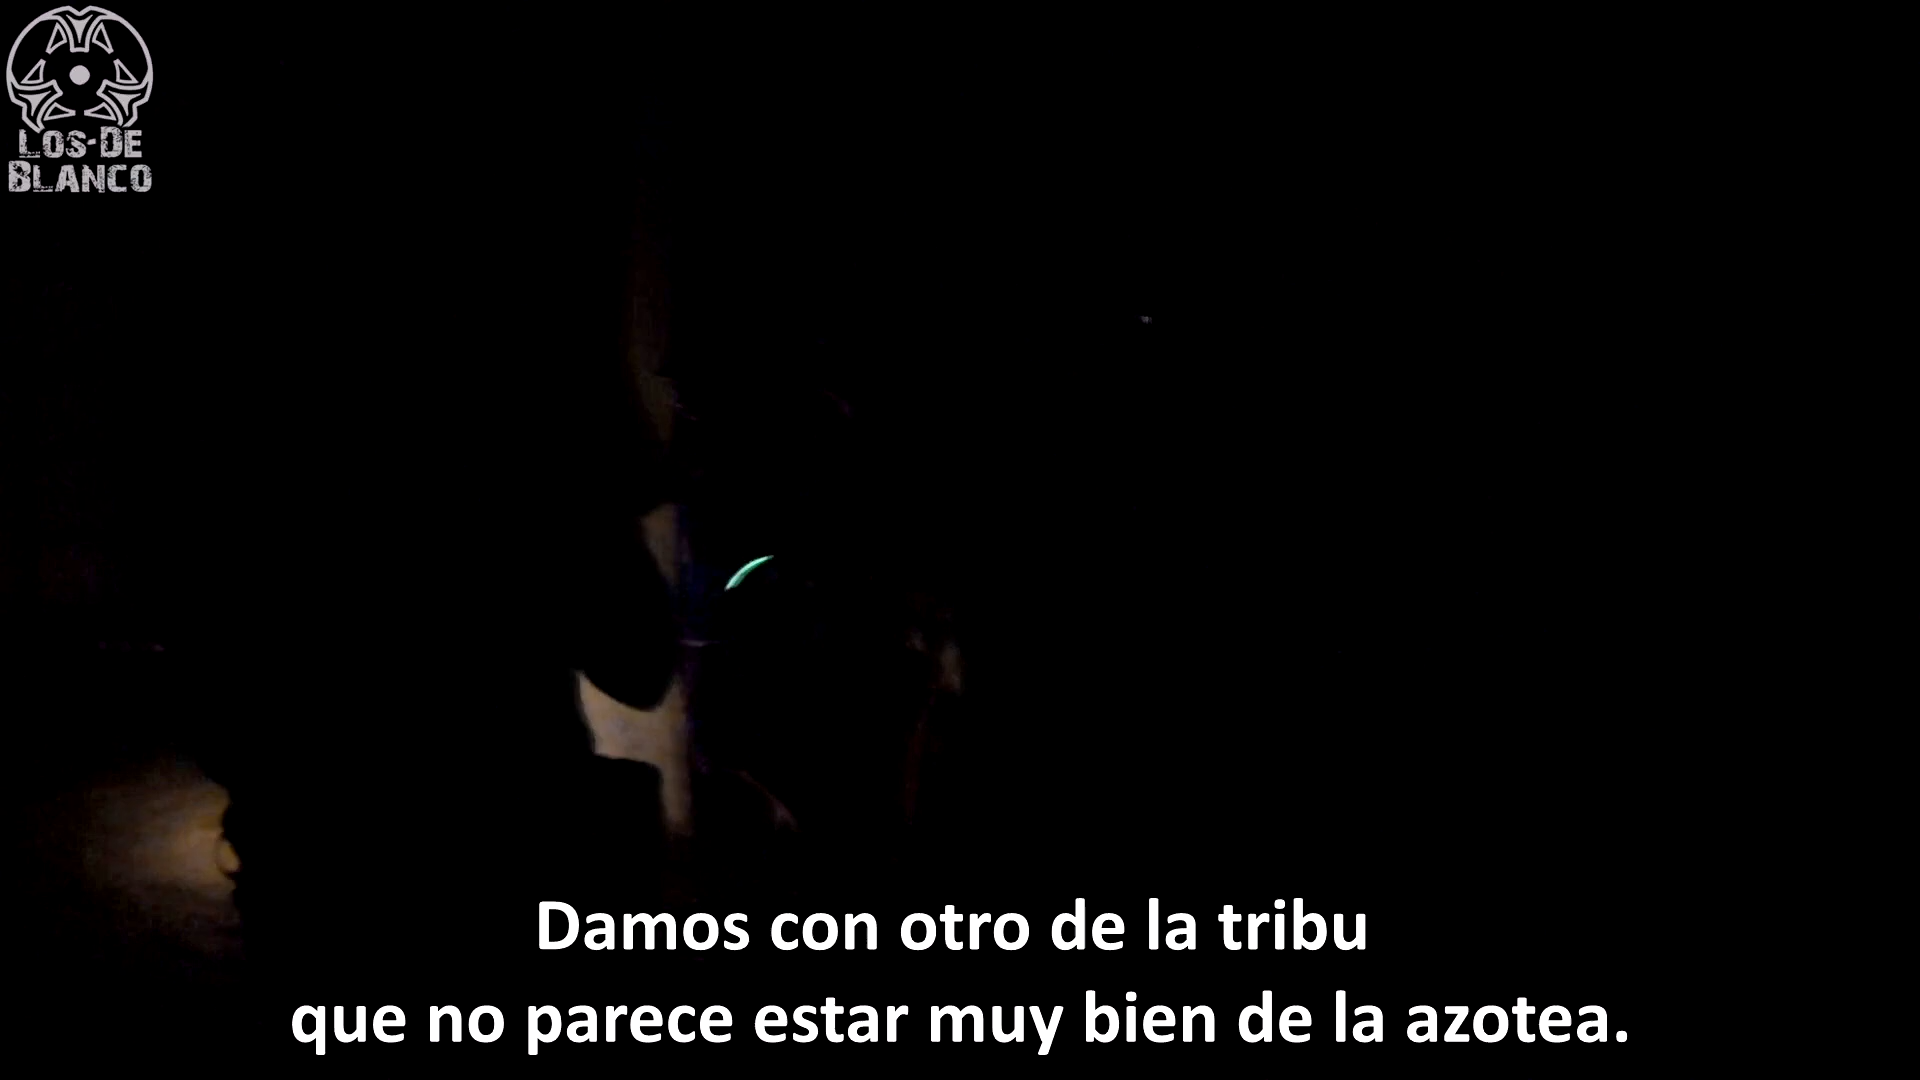 LOS-DE
BLANCO
Damos con otro de la tribu
que no parece estar muy bien de la azotea.